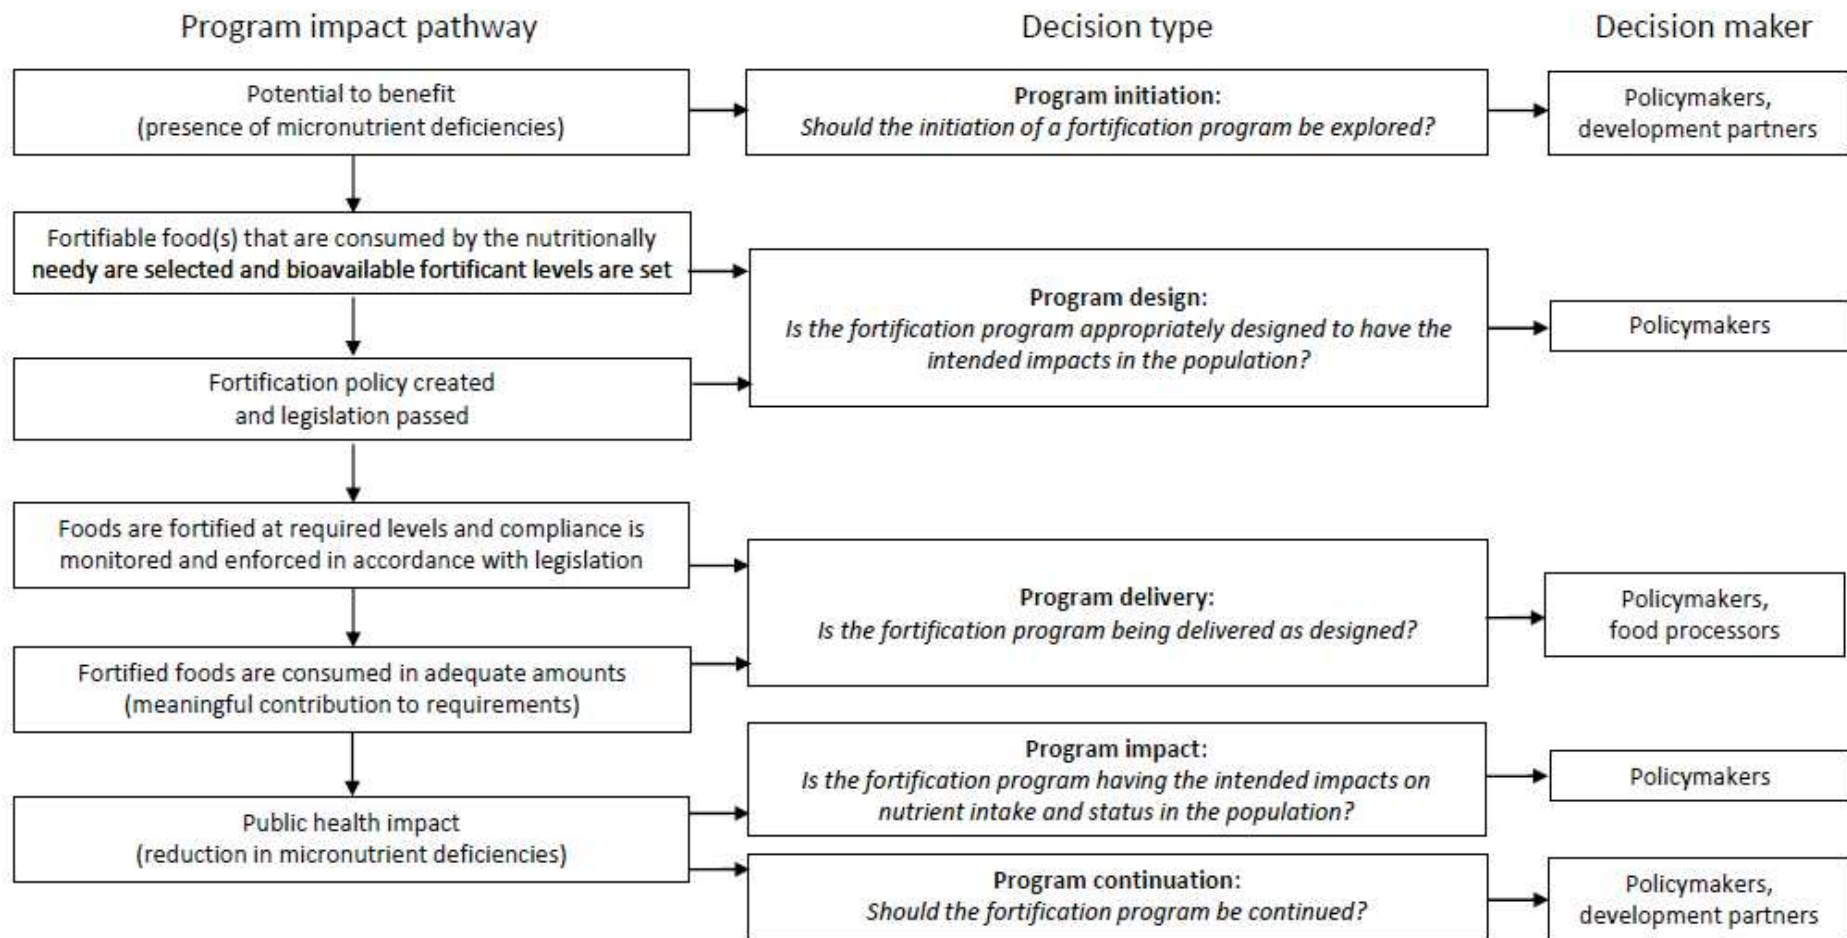 Program impact pathway
Decision type
Decision maker
Potential to benefit
(presence of micronutrient deficiencies)
Program initiation:
Should the initiation of a fortification program be explored?
Policymakers,
development partners
Fortifiable food(s) that are consumed by the nutritionally
needy are selected and bioavailable fortificant levels are set
Program design:
Is the fortification program appropriately designed to have the
intended impacts in the population?
Policymakers
Fortification policy created
and legislation passed
Foods are fortified at required levels and compliance is
monitored and enforced in accordance with legislation
Program delivery:
Is the fortification program being delivered as designed?
Policymakers,
food processors
Fortified foods are consumed in adequate amounts
(meaningful contribution to requirements)
Program impact:
Is the fortification program having the intended impacts on
nutrient intake and status in the population?
Policymakers
Public health impact
(reduction in micronutrient deficiencies)
Program continuation:
Should the fortification program be continued?
Policymakers,
development partners